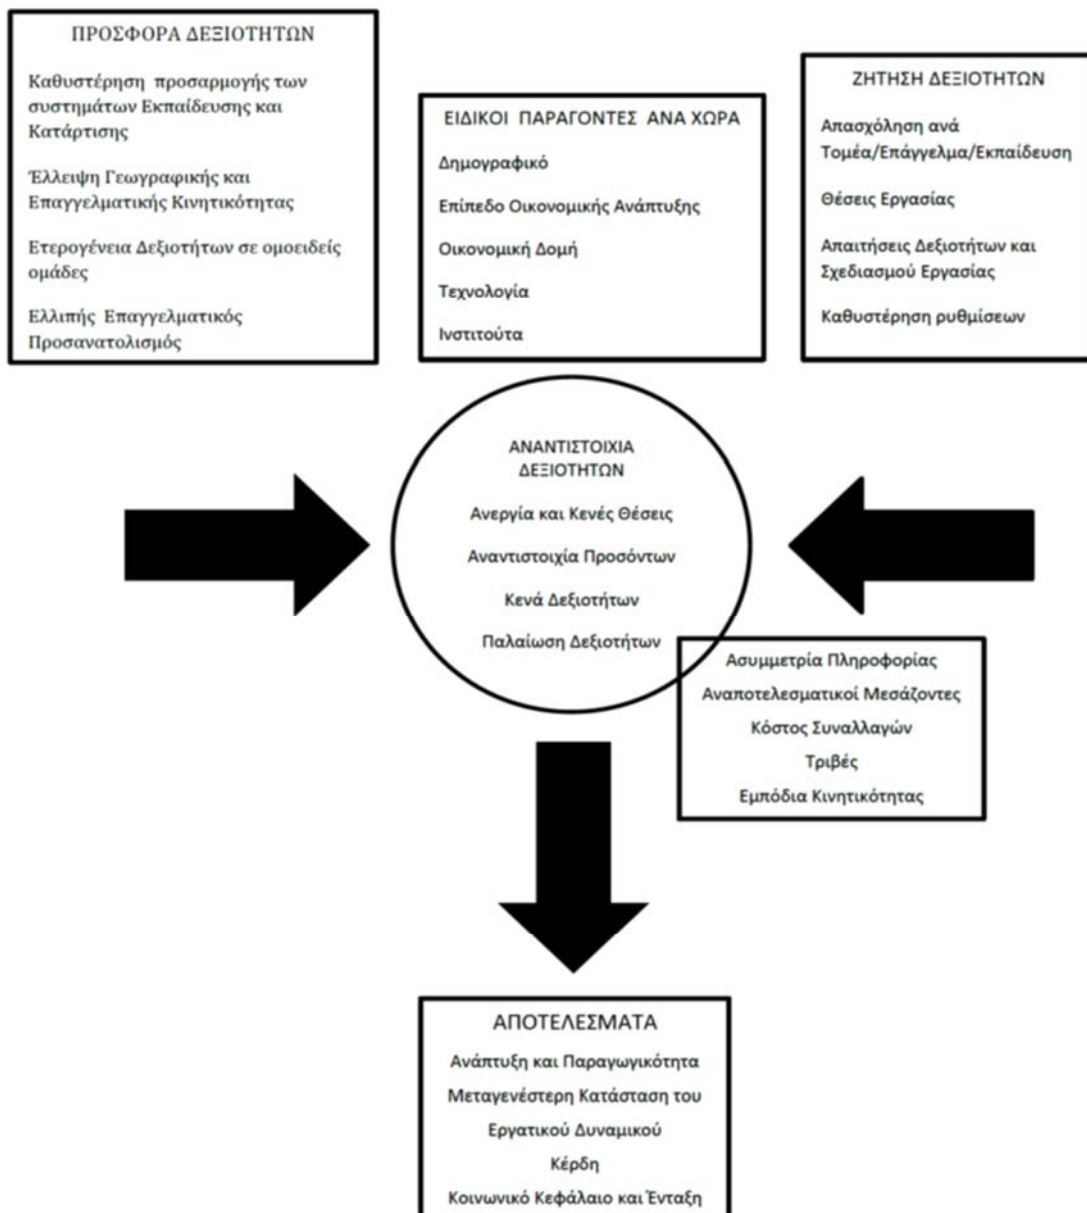 ΠΡΟΣΦΟΡΑ ΔΕΞΙΟΤΗΤΩΝ
Καθυστέρηση προσαρμογής των
συστημάτων Εκπαίδευσης και
Κατάρτισης
Έλλειψη Γεωγραφικής και
Επαγγελματικής Κινητικότητας
Ετερογένεια Δεξιοτήτων σε ομοειδείς
ομάδες
Ελλιπής Επαγγελματικός
Προσανατολισμός
ΕΙΔΙΚΟΙ ΠΑΡΑΓΟΝΤΕΣ ΑΝΑ ΧΩΡΑ
Δημογραφικό
Επίπεδο Οικονομικής Ανάπτυξης
Οικονομική Δομή
Τεχνολογία
Ινστιτούτα
ΖΗΤΗΣΗ ΔΕΞΙΟΤΗΤΩΝ
Απασχόληση ανά
Τομέα/Επάγγελμα/Εκπαίδευση
Θέσεις Εργασίας
Απαιτήσεις Δεξιοτήτων και
Σχεδιασμού Εργασίας
Καθυστέρηση ρυθμίσεων
ΑΝΑΝΤΙΣΤΟΙΧΙΑ
ΔΕΞΙΟΤΗΤΩΝ
Ανεργία και Κενές Θέσεις
Αναντιστοιχία Προσόντων
Κενά Δεξιοτήτων
Παλαίωση Δεξιοτήτων
Ασυμμετρία Πληροφορίας
Αναποτελεσματικοί Μεσάζοντες
Κόστος Συναλλαγών
Τριβές
Εμπόδια Κινητικότητας
ΑΠΟΤΕΛΕΣΜΑΤΑ
Ανάπτυξη και Παραγωγικότητα
Μεταγενέστερη Κατάσταση του
Εργατικού Δυναμικού
Κέρδη
Κοινωνικό Κεφάλαιο και Ένταξη